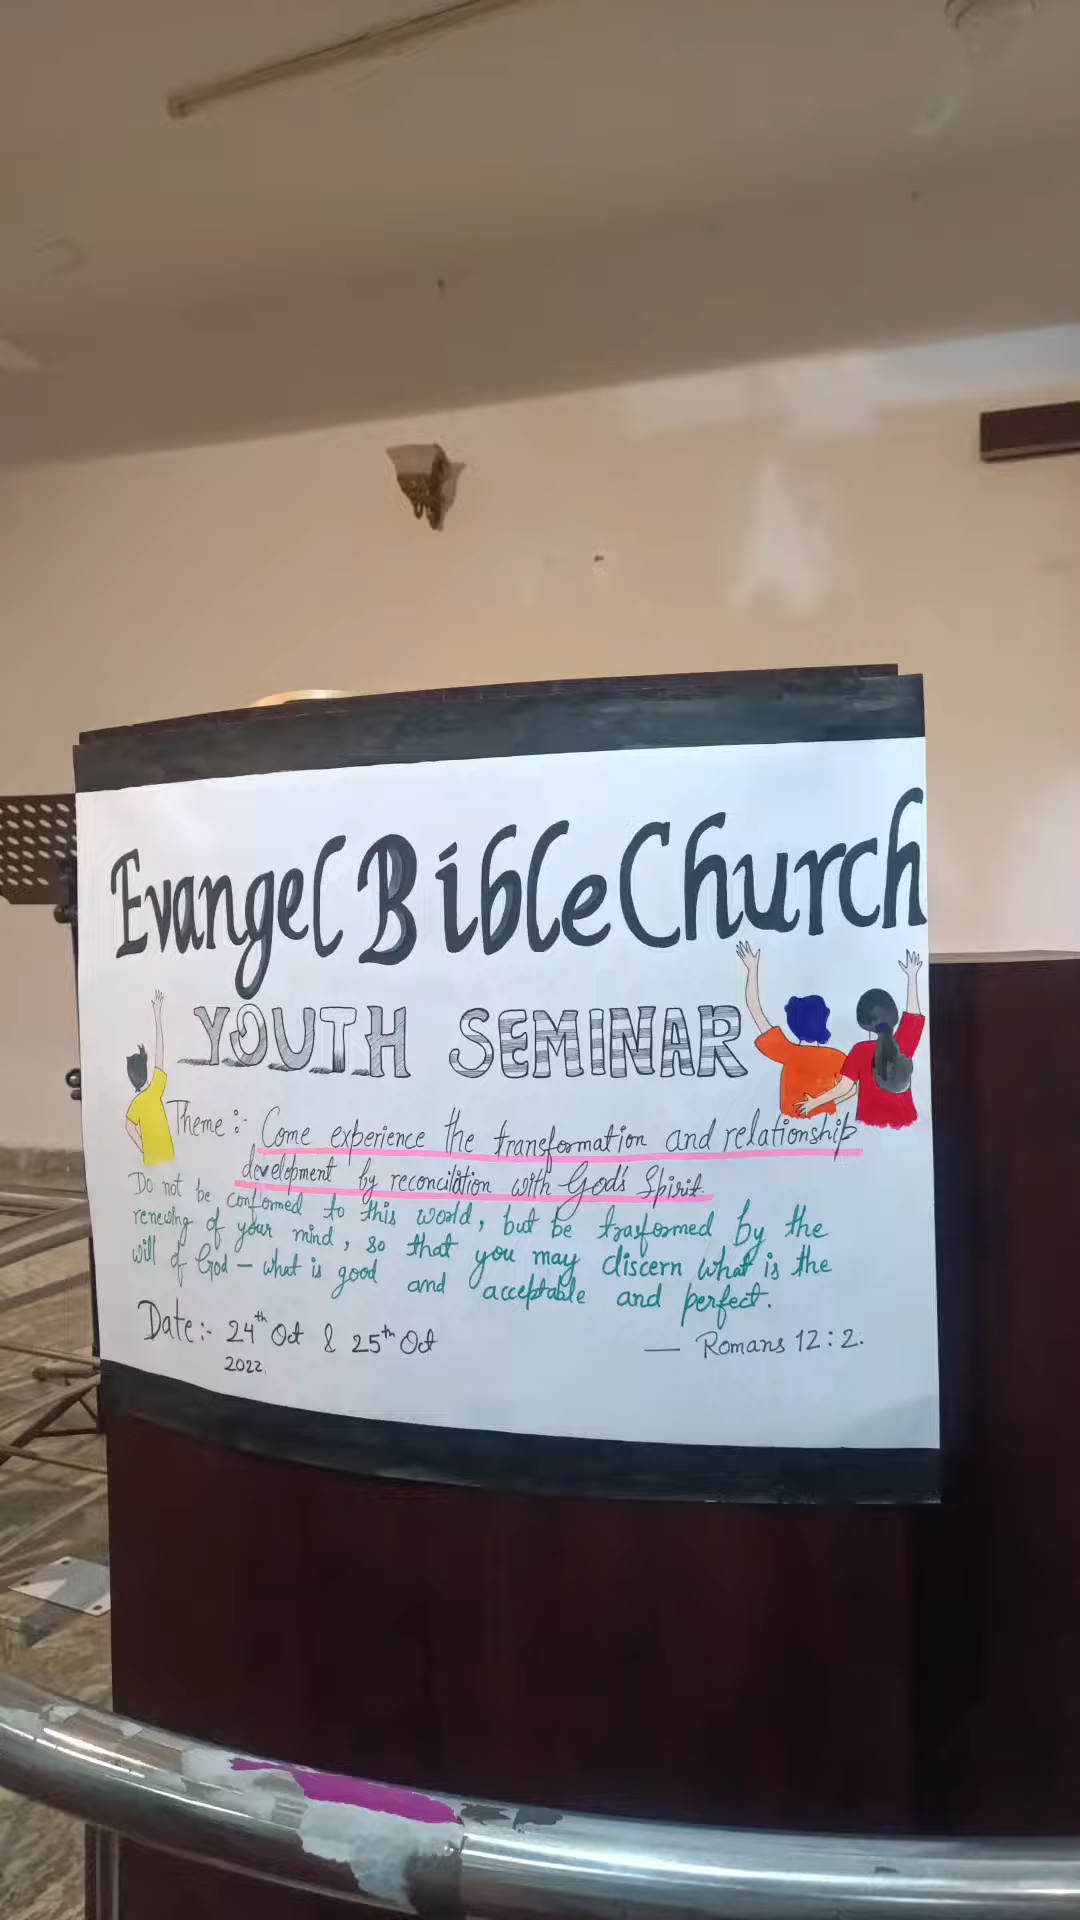 Evangel Bible Church
YOUTH SEMINAR
Theme :- Come experience the transformation and relationship
development by reconcilation with God's Spirit.
Do not be conformed to this world, but be trasformed by the
renewing of your mind, so that you may discern what is the
will of God – what is good and acceptable and perfect.
Date:- 24th Oct & 25th Oct
2022.
— Romans 12:2.